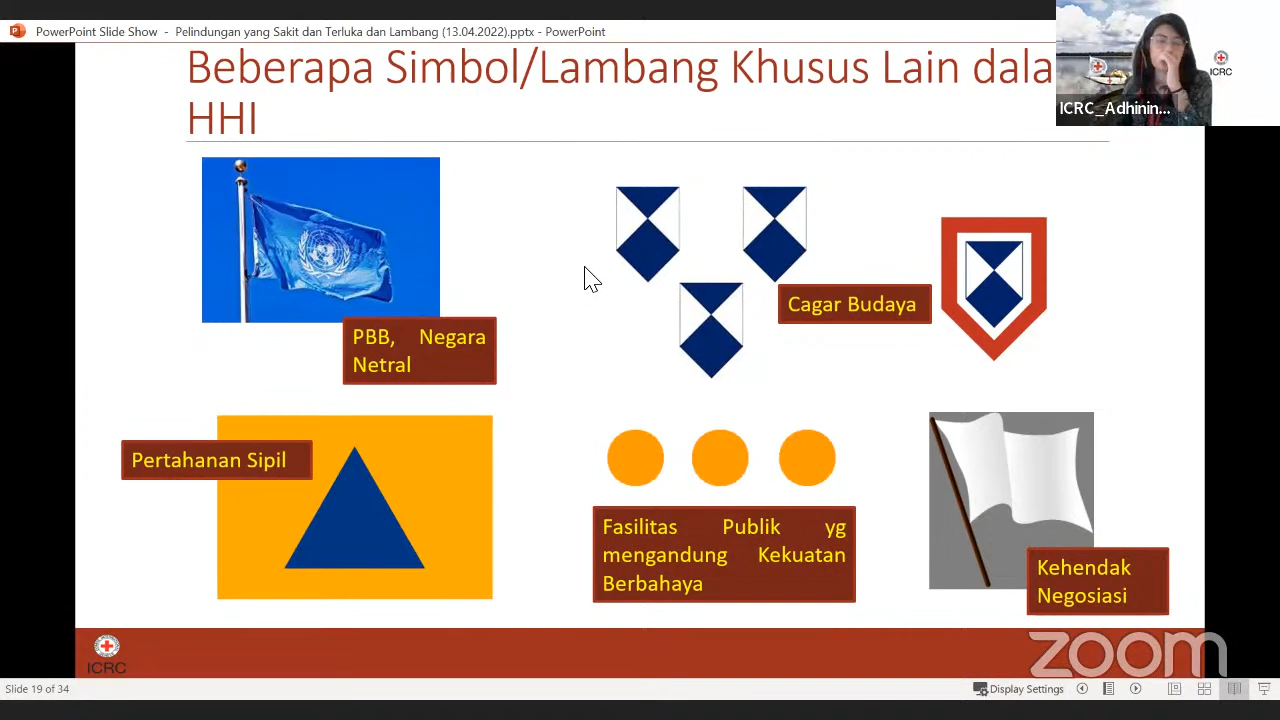 PowerPoint Slide Show - Pelindungan yang Sakit dan Terluka dan Lambang (13.04.2022).pptx - PowerPoint
Beberapa Simbol/Lambang Khusus Lain dala
HHI
ICRC
ICRC_Adhinin...
PBB, Negara
Netral
Cagar Budaya
Pertahanan Sipil
Fasilitas Publik yg
mengandung Kekuatan
Berbahaya
Kehendak
Negosiasi
ICRC
zoom
Slide 19 of 34
Display Settings